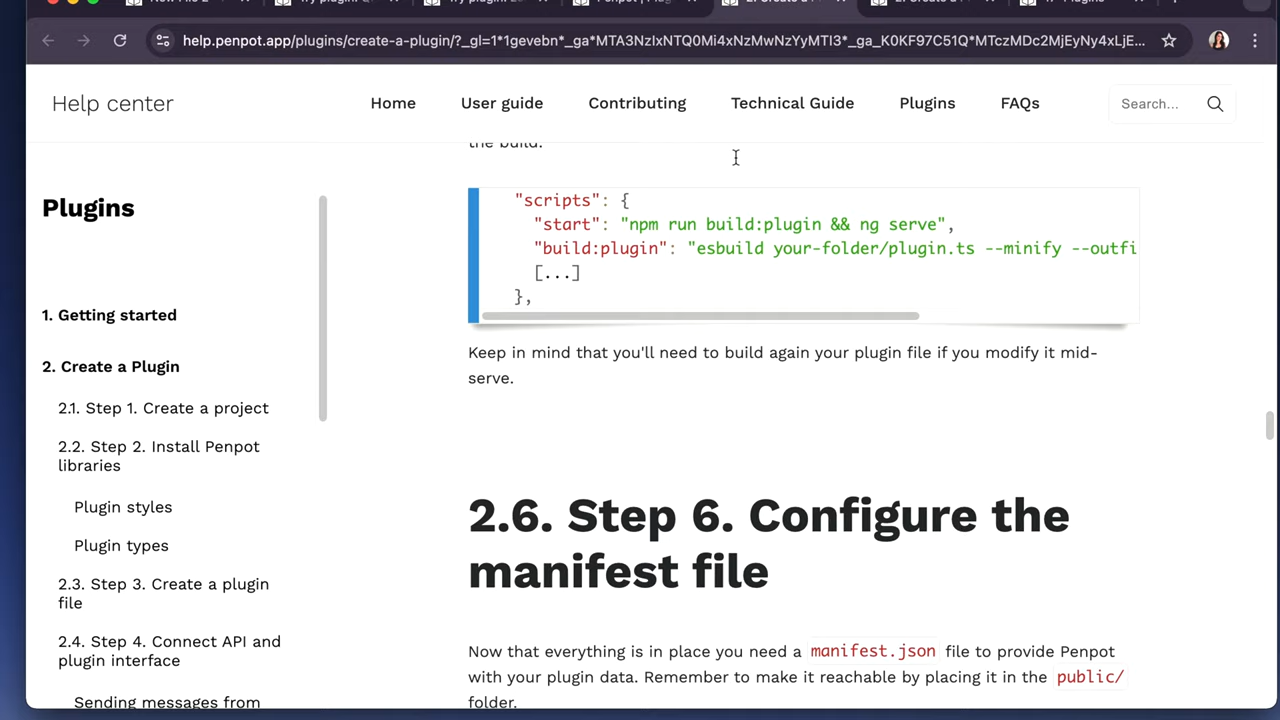 help.penpot.app/plugins/create-a-plugin/?_gl=1*1gevebn*_ga*MTA3NzIxNTQ0Mi4xNzMwNzYyMTI3*_ga_K0KF97C51Q*MTczMDc2MjEyNy4xLjE...
Help center
Home User guide Contributing Technical Guide Plugins FAQs
Search...
the build.
Plugins
1. Getting started
2. Create a Plugin
2.1. Step 1. Create a project
2.2. Step 2. Install Penpot
libraries
Plugin styles
Plugin types
2.3. Step 3. Create a plugin
file
2.4. Step 4. Connect API and
plugin interface
Sending messages from
"scripts": {
"start": "npm run build:plugin && ng serve",
"build:plugin": "esbuild your-folder/plugin.ts --minify --outfi
[...]
},
Keep in mind that you'll need to build again your plugin file if you modify it mid-
serve.
2.6. Step 6. Configure the
manifest file
Now that everything is in place you need a manifest.json file to provide Penpot
with your plugin data. Remember to make it reachable by placing it in the public/
folder.